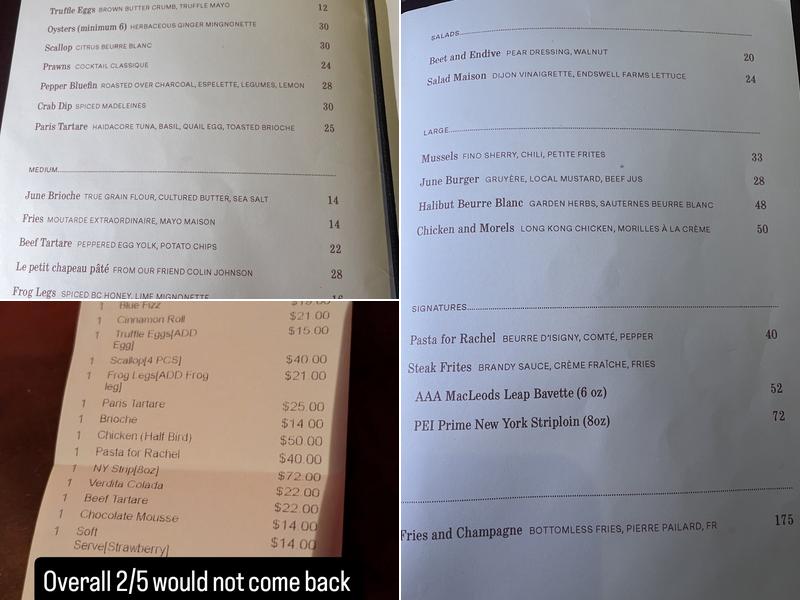 Truffle Eggs BROWN BUTTER CRUMB, TRUFFLE MAYO 12
Oysters (minimum 6) HERBACEOUS GINGER MINGNONETTE 30
Scallop CITRUS BEURRE BLANC 30
Prawns COCKTAIL CLASSIQUE 24
Pepper Bluefin ROASTED OVER CHARCOAL, ESPELETTE, LEGUMES, LEMON 28
Crab Dip SPICED MADELEINES 30
Paris Tartare HAIDACORE TUNA, BASIL, QUAIL EGG, TOASTED BRIOCHE 25
MEDIUM
June Brioche TRUE GRAIN FLOUR, CULTURED BUTTER, SEA SALT 14
Fries MOUTARDE EXTRAORDINAIRE, MAYO MAISON 14
Beef Tartare PEPPERED EGG YOLK, POTATO CHIPS 22
Le petit chapeau pâté FROM OUR FRIEND COLIN JOHNSON 28
Frog Legs SPICED BC HONEY, LIME MIGNONETTE 16
1 Blue Fizz
1 Cinnamon Roll $21.00
1 Truffle Eggs[ADD $15.00
Egg]
1 Scallop[4 PCS] $40.00
1 Frog Legs[ADD Frog $21.00
leg]
1 Paris Tartare $25.00
1 Brioche $14.00
1 Chicken (Half Bird) $50.00
1 Pasta for Rachel $40.00
1 NY Strip[8oz] $72.00
1 Verdita Colada $22.00
1 Beef Tartare $22.00
1 Chocolate Mousse $14.00
1 Soft $14.00
Serve[Strawberry]
Overall 2/5 would not come back
SALADS
Beet and Endive PEAR DRESSING, WALNUT 20
Salad Maison DIJON VINAIGRETTE, ENDSWELL FARMS LETTUCE 24
LARGE
Mussels FINO SHERRY, CHILI, PETITE FRITES 33
June Burger GRUYÈRE, LOCAL MUSTARD, BEEF JUS 28
Halibut Beurre Blanc GARDEN HERBS, SAUTERNES BEURRE BLANC 48
Chicken and Morels LONG KONG CHICKEN, MORILLES À LA CRÈME 50
SIGNATURES
Pasta for Rachel BEURRE D'ISIGNY, COMTÉ, PEPPER 40
Steak Frites BRANDY SAUCE, CRÈME FRAÎCHE, FRIES
AAA MacLeods Leap Bavette (6 oz) 52
PEI Prime New York Striploin (8oz) 72
Fries and Champagne BOTTOMLESS FRIES, PIERRE PAILARD, FR 175